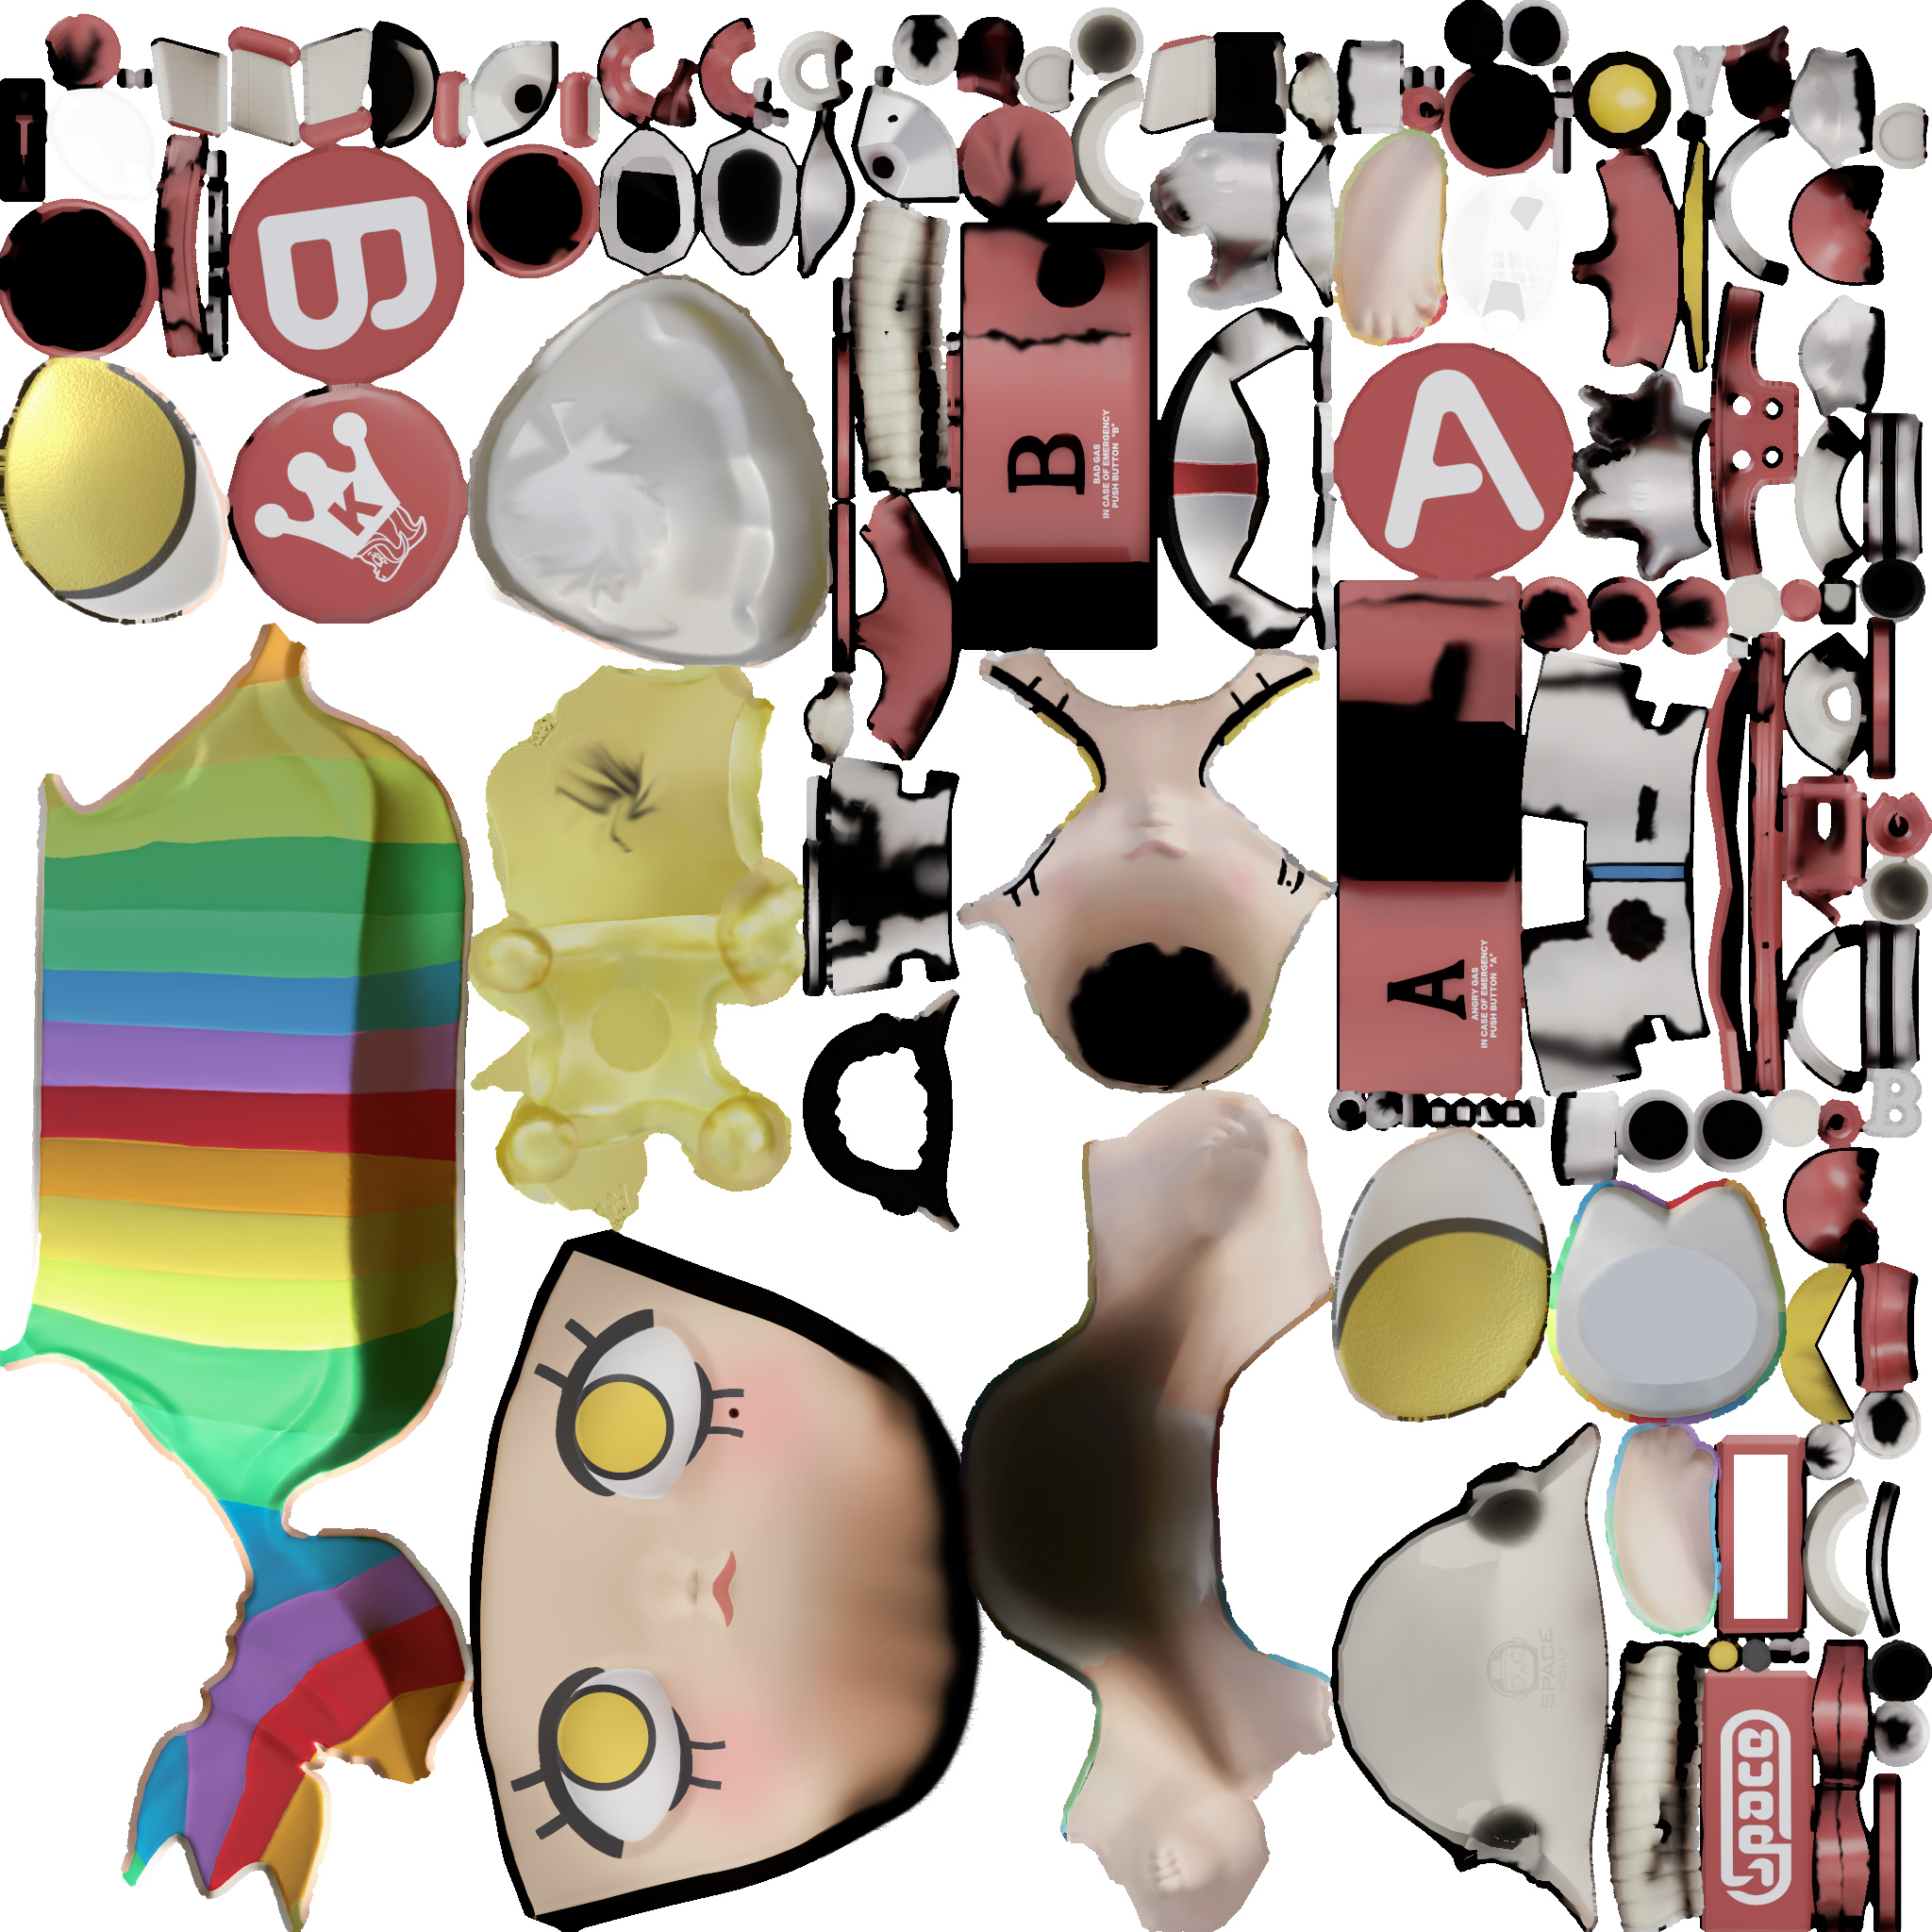 B
K
B
BAD GAS
IN CASE OF EMERGENCY
PUSH BUTTON "B"
A
A
A
ANGRY GAS
IN CASE OF EMERGENCY
PUSH BUTTON "A"
B
SPACE
MOLLY
space